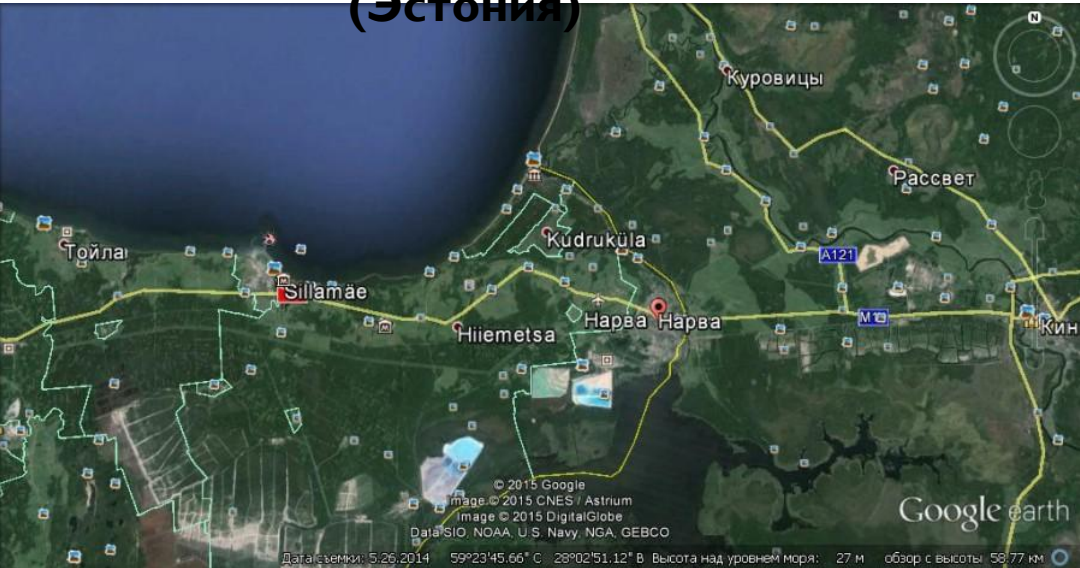 (Эстония)
N
Куровицы
Рассвет
Kudruküla
Тойла
A121
Sillamäe
Hiiemetsa
Нарва
Нарва
Кин
© 2015 Google
Image © 2015 CNES / Astrium
Image © 2015 DigitalGlobe
Data SIO, NOAA, U.S. Navy, NGA, GEBCO
Google earth
Дата съемки: 5.26.2014 59°23'45.66" С 28°02'51.12" В Высота над уровнем моря: 27 м обзор с высоты 58.77 км